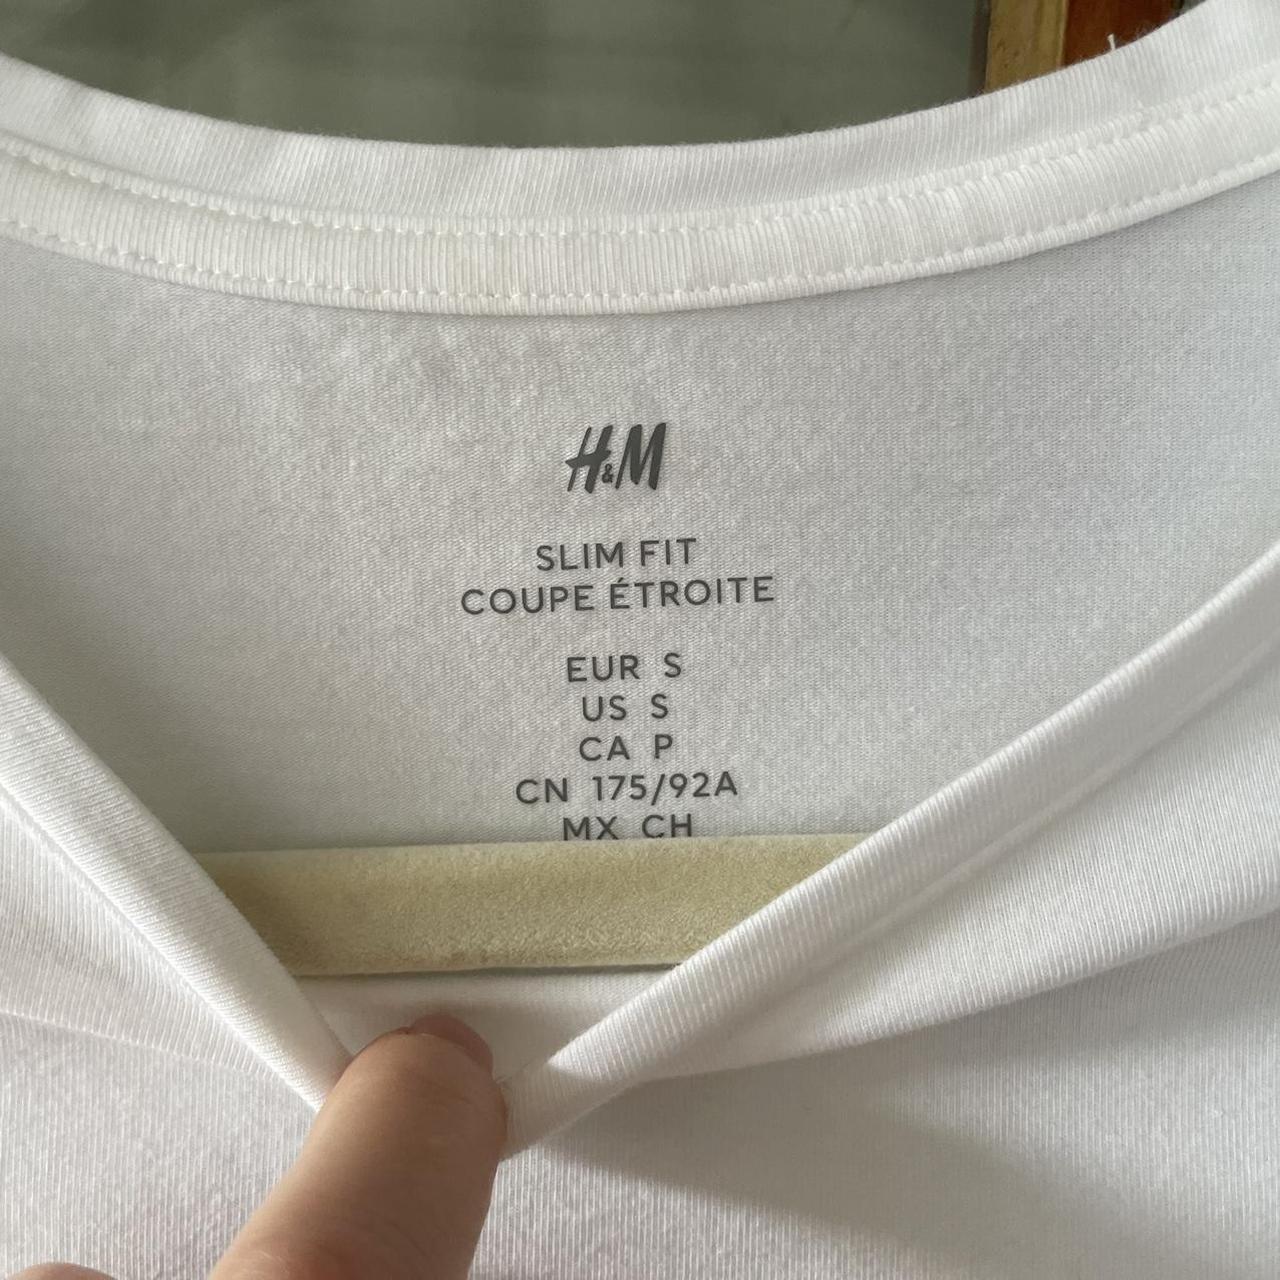 H&M
SLIM FIT
COUPE ÉTROITE
EUR S
US S
CA P
CN 175/92A
MX CH